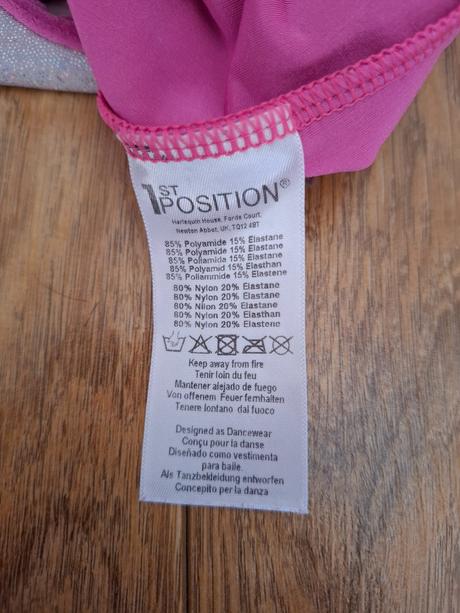 1ST POSITION®
Harlequin House, Forde Court,
Newton Abbot, UK, TQ12 4BT
85% Polyamide 15% Elastane
85% Polyamide 15% Elastane
85% Poliamida 15% Elastane
85% Polyamid 15% Elasthan
85% Poliammide 15% Elastene
80% Nylon 20% Elastane
80% Nylon 20% Elastane
80% Nilon 20% Elastane
80% Nylon 20% Elasthan
80% Nylon 20% Elastene
Keep away from fire
Tenir loin du feu
Mantener alejado de fuego
Von offenem Feuer fernhalten
Tenere lontano dal fuoco
Designed as Dancewear
Conçu pour la danse
Diseñado como vestimenta
para baile.
Als Tanzbekleidung entworfen
Concepito per la danza